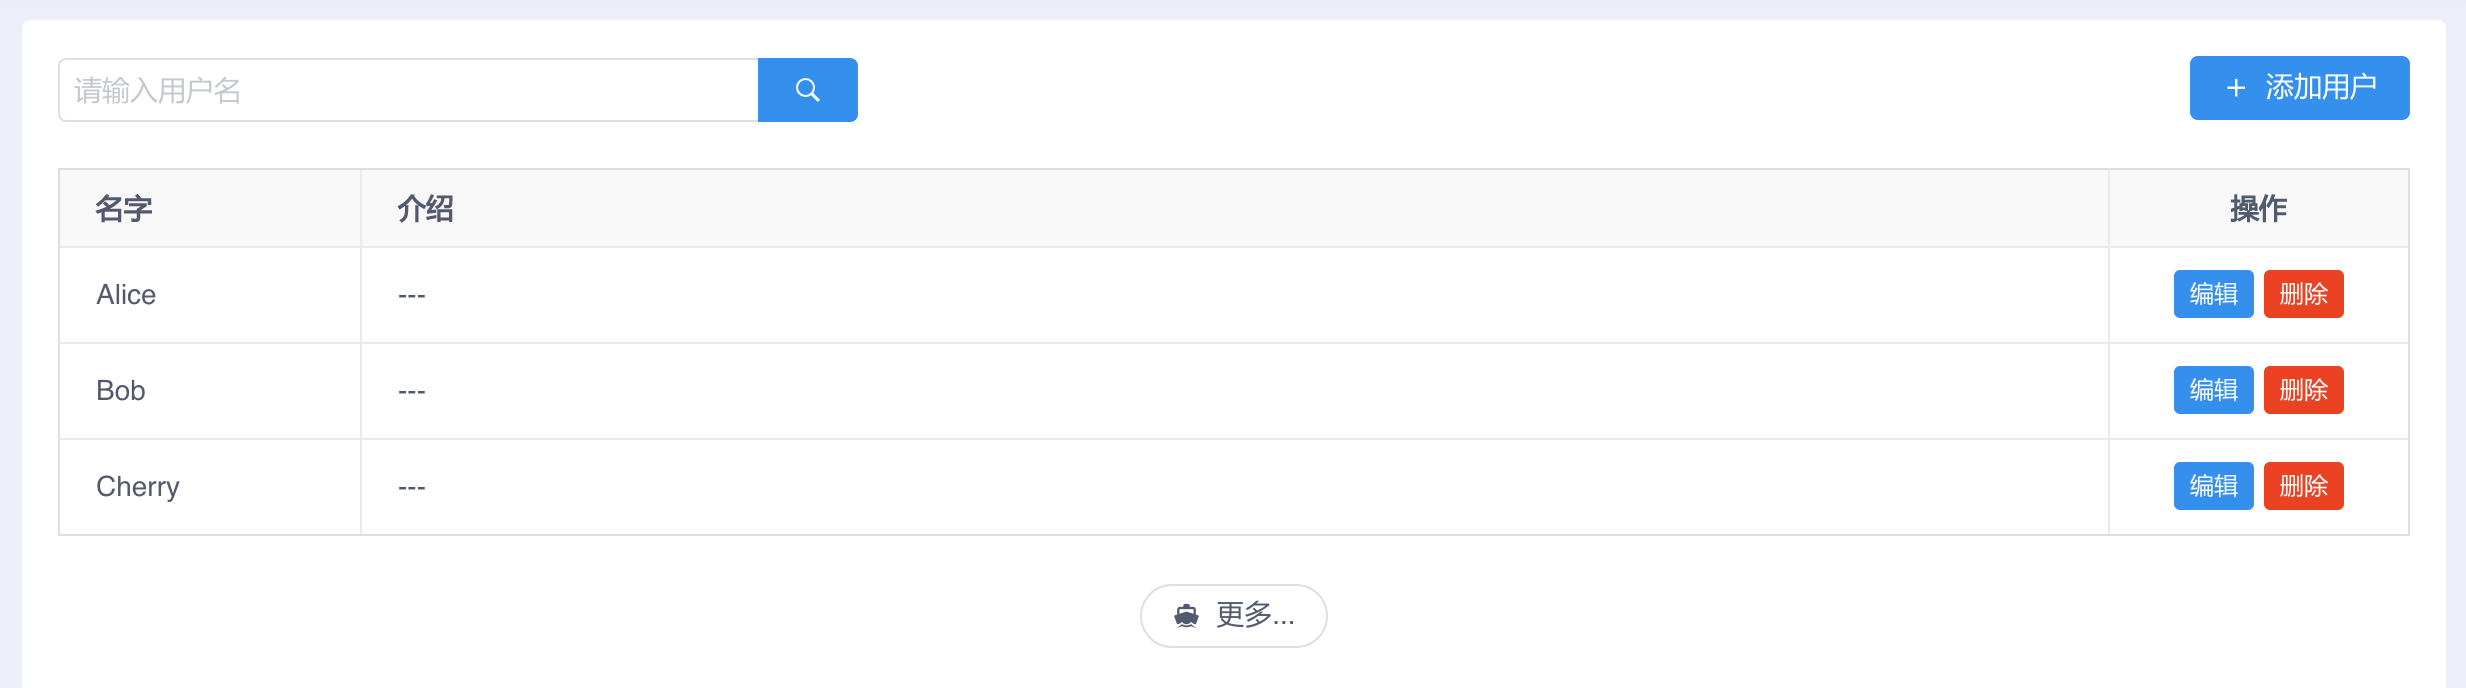 请输入用户名
+ 添加用户
名字 介绍 操作
Alice --- 编辑 删除
Bob --- 编辑 删除
Cherry --- 编辑 删除
更多...